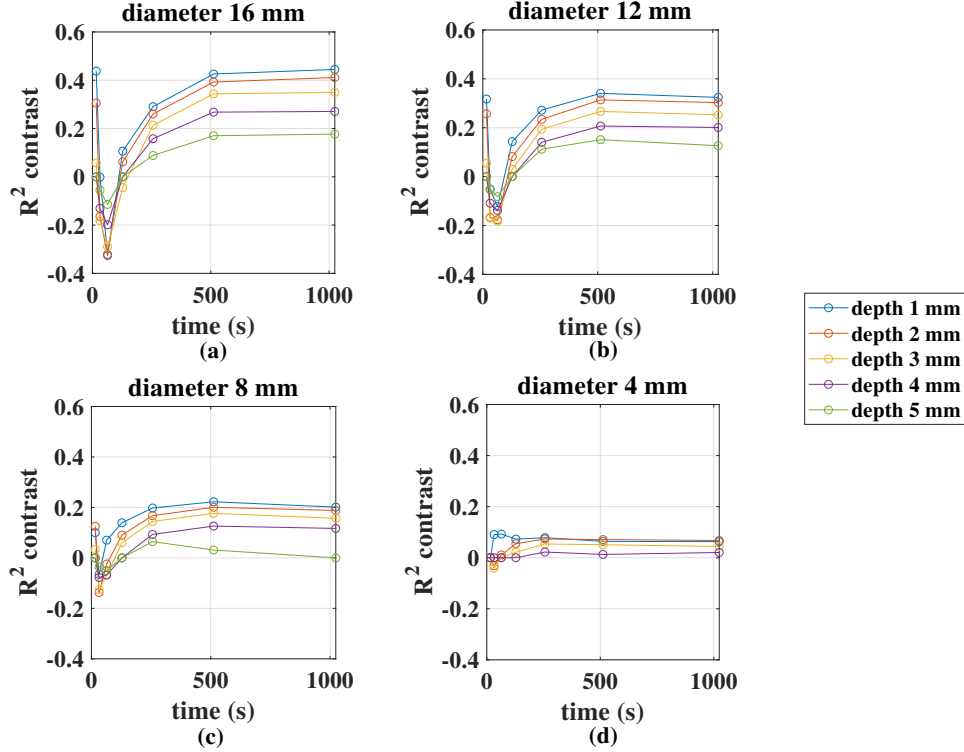 diameter 16 mm
0.6
0.4
0.2
0
-0.2
-0.4
R² contrast
0 500 1000
time (s)
(a)
diameter 12 mm
0.6
0.4
0.2
0
-0.2
-0.4
R² contrast
0 500 1000
time (s)
(b)
depth 1 mm
depth 2 mm
depth 3 mm
depth 4 mm
depth 5 mm
diameter 8 mm
0.6
0.4
0.2
0
-0.2
-0.4
R² contrast
0 500 1000
time (s)
(c)
diameter 4 mm
0.6
0.4
0.2
0
-0.2
-0.4
R² contrast
0 500 1000
time (s)
(d)